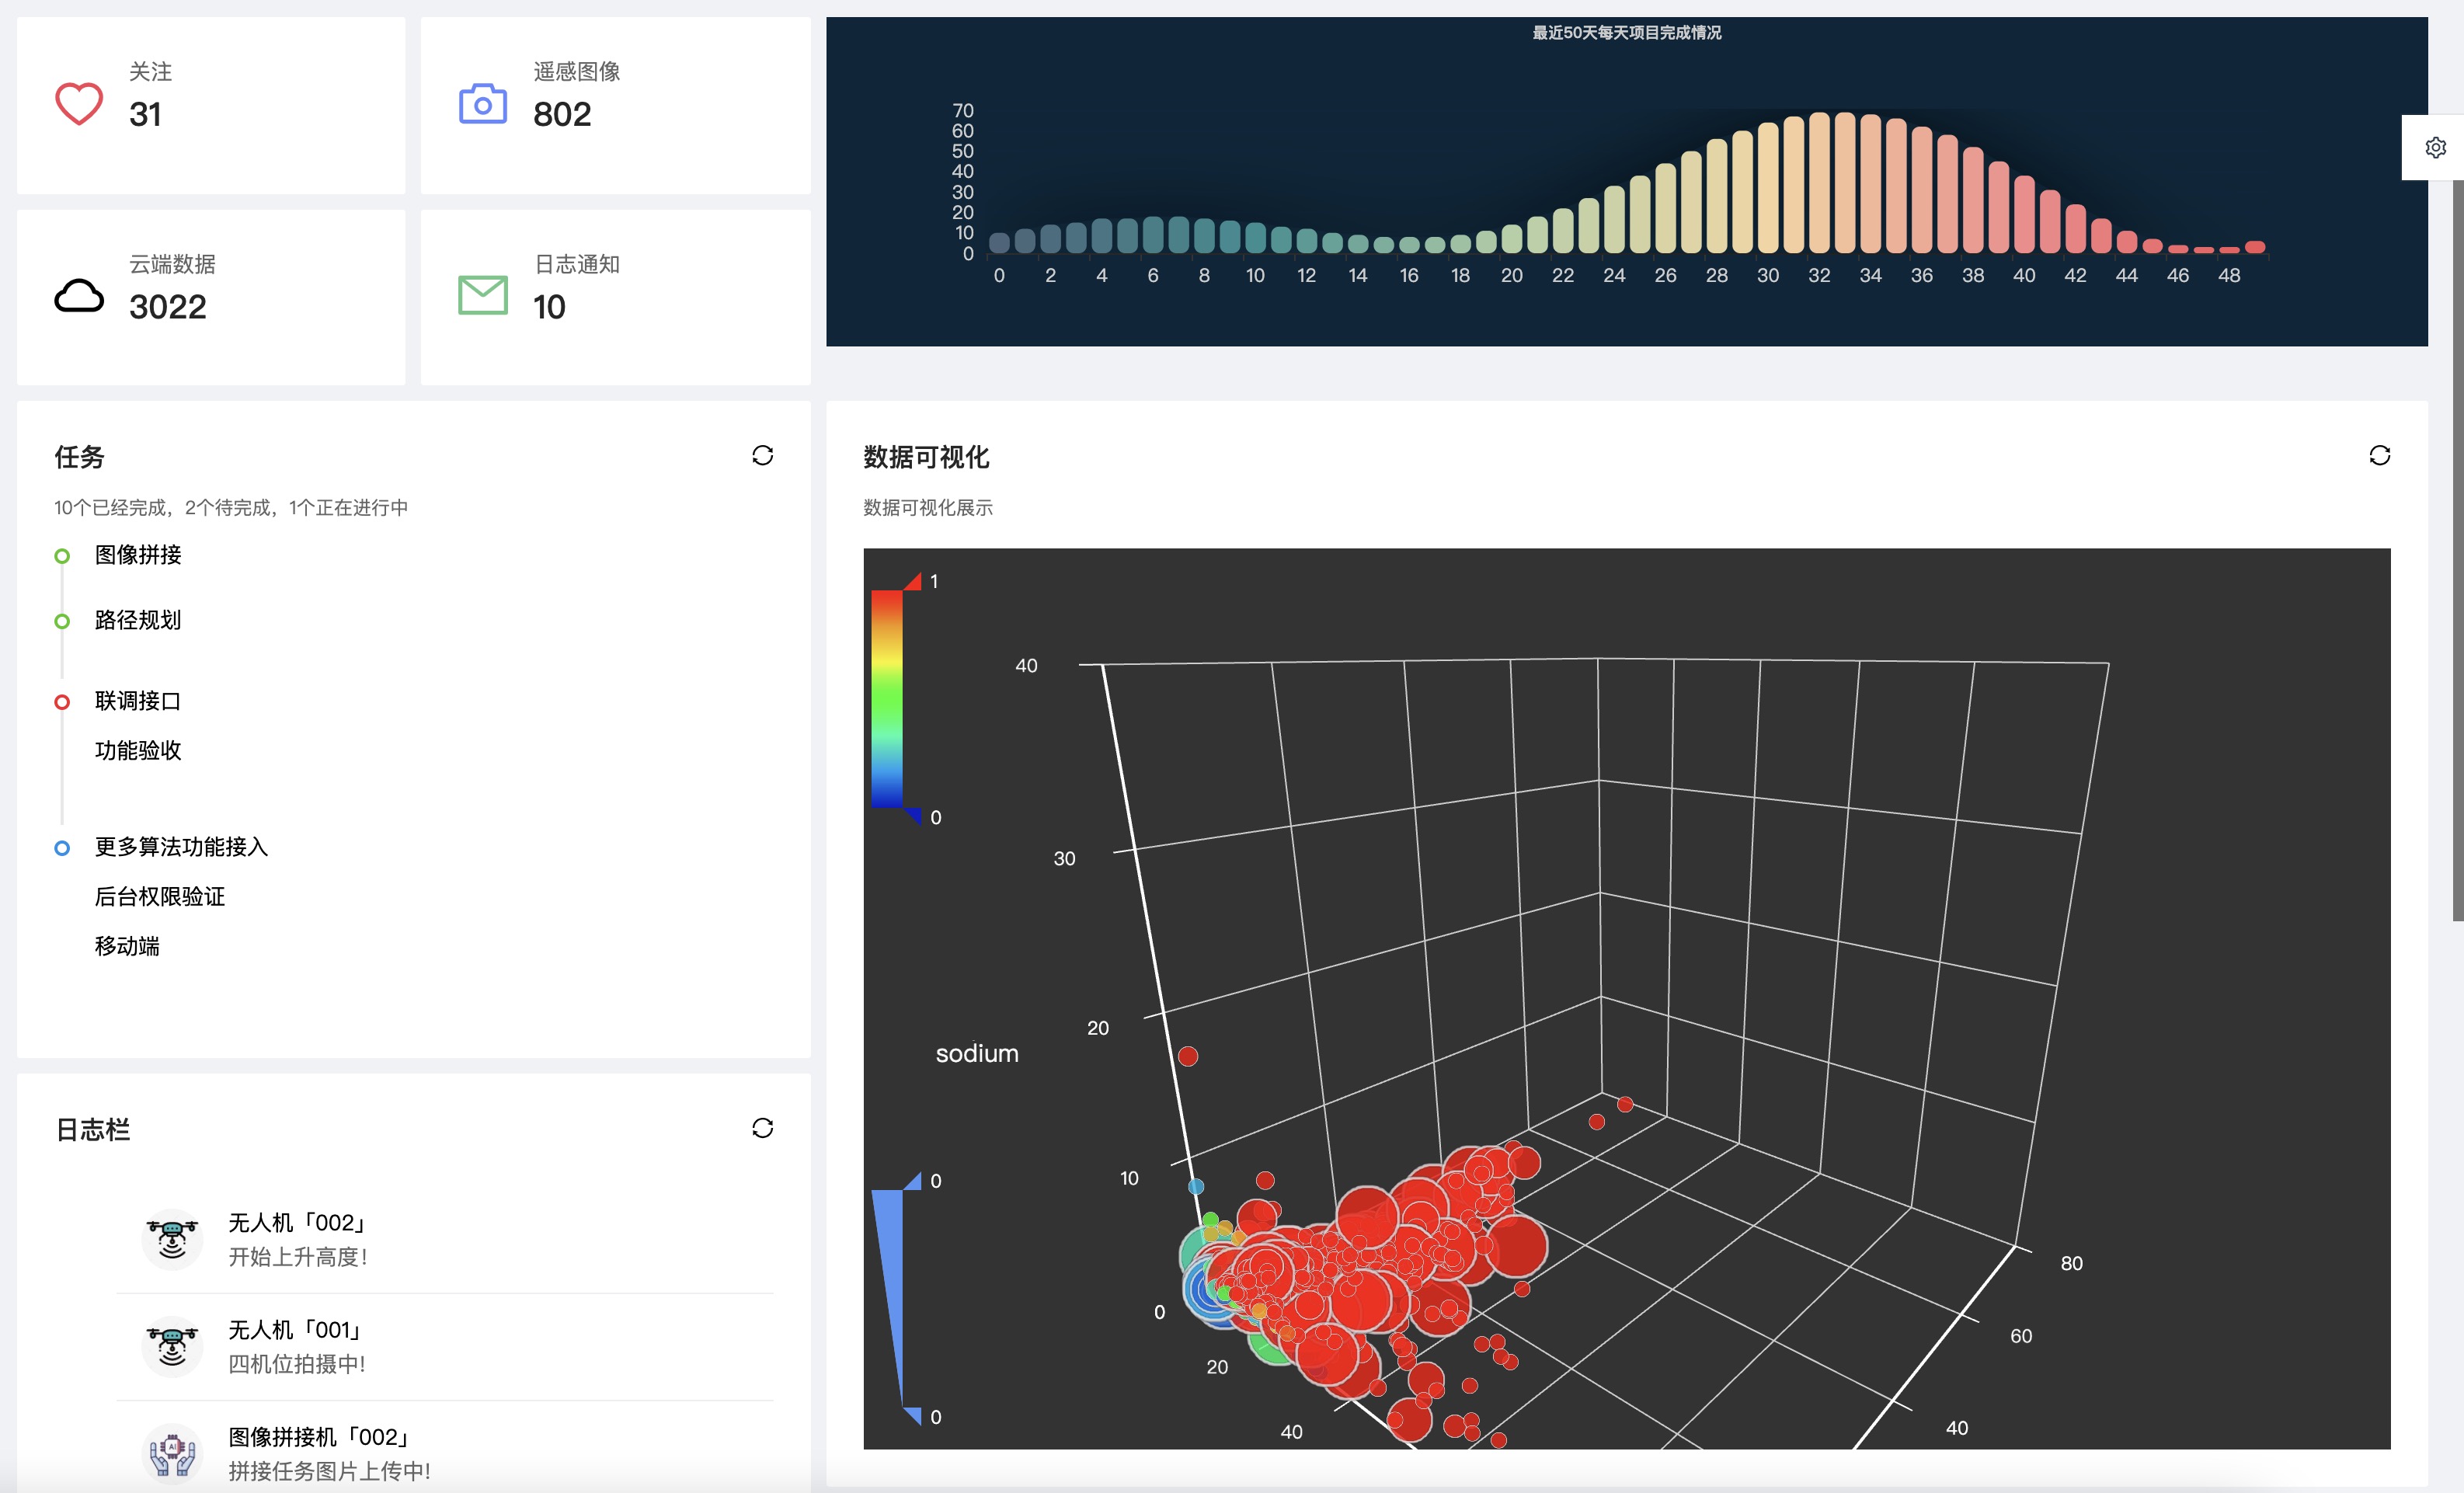 关注
31
遥感图像
802
云端数据
3022
日志通知
10
最近50天每天项目完成情况
70
60
50
40
30
20
10
0
0 2 4 6 8 10 12 14 16 18 20 22 24 26 28 30 32 34 36 38 40 42 44 46 48
任务
10个已经完成，2个待完成，1个正在进行中
图像拼接
路径规划
联调接口
功能验收
更多算法功能接入
后台权限验证
移动端
日志栏
无人机「002」
开始上升高度！
无人机「001」
四机位拍摄中！
图像拼接机「002」
拼接任务图片上传中！
数据可视化
数据可视化展示
1
0
0
0
40
30
20
sodium
10
0
20
40
80
60
40
AI